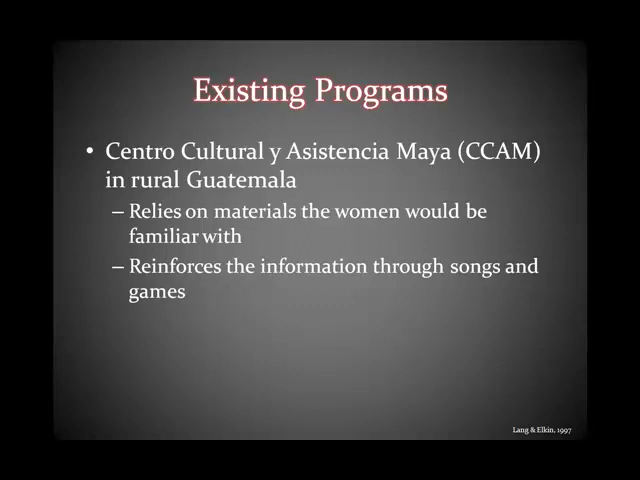 Existing Programs
• Centro Cultural y Asistencia Maya (CCAM)
in rural Guatemala
– Relies on materials the women would be
familiar with
– Reinforces the information through songs and
games
Lang & Elkin, 1997